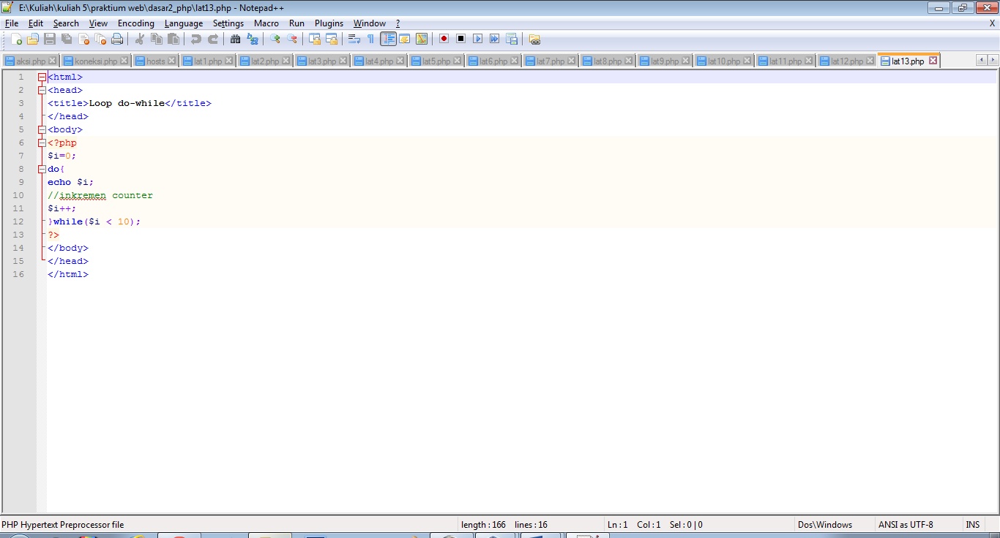 E:\Kuliah\kuliah 5\praktium web\dasar2_php\lat13.php - Notepad++
File Edit Search View Encoding Language Settings Macro Run Plugins Window ? X
aksi.php koneksi.php hosts lat1.php lat2.php lat3.php lat4.php lat5.php lat6.php lat7.php lat8.php lat9.php lat10.php lat11.php lat12.php lat13.php
1 <html>
2 <head>
3 <title>Loop do-while</title>
4 </head>
5 <body>
6 <?php
7 $i=0;
8 do{
9 echo $i;
10 //inkremen counter
11 $i++;
12 }while($i < 10);
13 ?>
14 </body>
15 </head>
16 </html>
PHP Hypertext Preprocessor file length : 166 lines : 16 Ln : 1 Col : 1 Sel : 0 | 0 Dos\Windows ANSI as UTF-8 INS